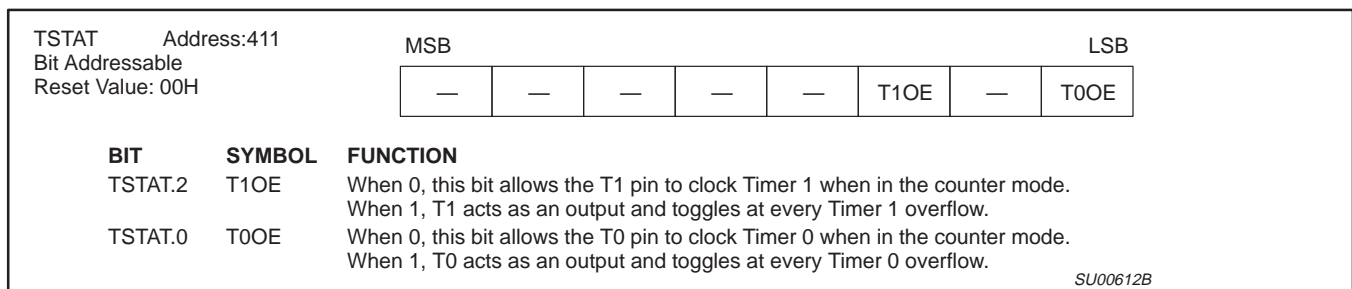 TSTAT Address:411
Bit Addressable
Reset Value: 00H
MSB LSB
— — — — — T1OE — T0OE
BIT SYMBOL FUNCTION
TSTAT.2 T1OE When 0, this bit allows the T1 pin to clock Timer 1 when in the counter mode.
When 1, T1 acts as an output and toggles at every Timer 1 overflow.
TSTAT.0 T0OE When 0, this bit allows the T0 pin to clock Timer 0 when in the counter mode.
When 1, T0 acts as an output and toggles at every Timer 0 overflow.
SU00612B